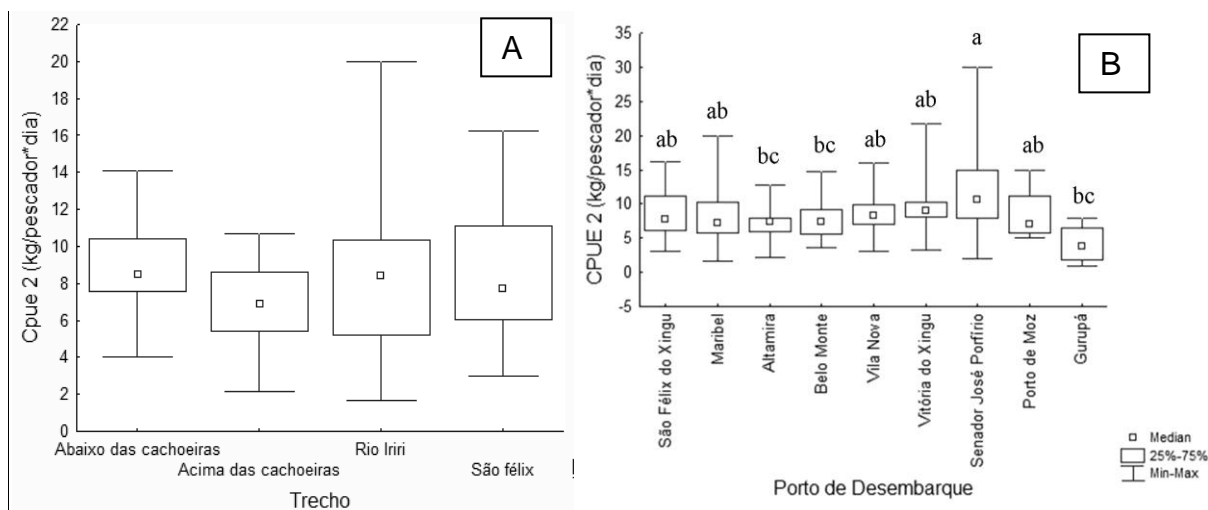 A
Cpue 2 (kg/pescador*dia)
22
20
18
16
14
12
10
8
6
4
2
0
Abaixo das cachoeiras
Acima das cachoeiras
Rio Iriri
São félix
Trecho
B
CPUE 2 (kg/pescador*dia)
35
30
25
20
15
10
5
0
-5
ab
ab
bc
bc
ab
ab
a
ab
bc
São Félix do Xingu
Maribel
Altamira
Belo Monte
Vila Nova
Vitória do Xingu
Senador José Porfírio
Porto de Moz
Gurupá
Porto de Desembarque
Median
25%-75%
Min-Max